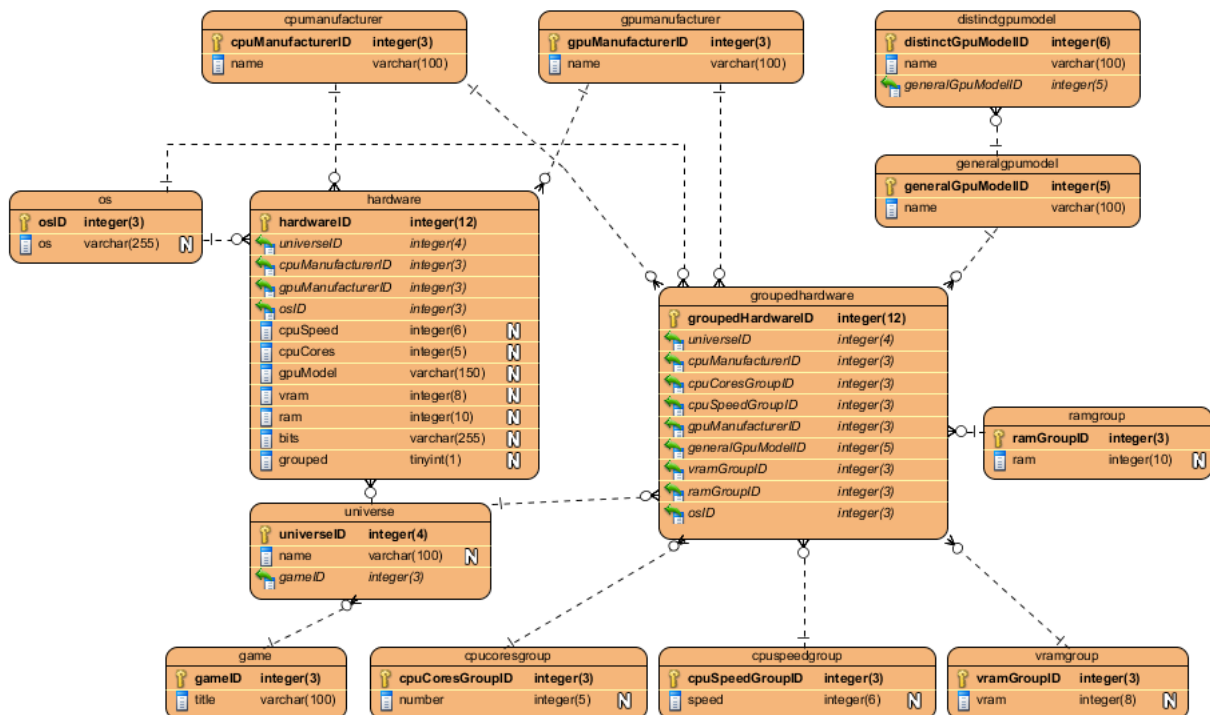 cpumanufacturer
cpuManufacturerID integer(3)
name varchar(100)
gpumanufacturer
gpuManufacturerID integer(3)
name varchar(100)
distinctgpumodel
distinctGpuModelID integer(6)
name varchar(100)
generalGpuModelID integer(5)
generalgpumodel
generalGpuModelID integer(5)
name varchar(100)
os
osID integer(3)
os varchar(255) N
hardware
hardwareID integer(12)
universeID integer(4)
cpuManufacturerID integer(3)
gpuManufacturerID integer(3)
osID integer(3)
cpuSpeed integer(6) N
cpuCores integer(5) N
gpuModel varchar(150) N
vram integer(8) N
ram integer(10) N
bits varchar(255) N
grouped tinyint(1) N
groupedhardware
groupedHardwareID integer(12)
universeID integer(4)
cpuManufacturerID integer(3)
cpuCoresGroupID integer(3)
cpuSpeedGroupID integer(3)
gpuManufacturerID integer(3)
generalGpuModelID integer(5)
vramGroupID integer(3)
ramGroupID integer(3)
osID integer(3)
ramgroup
ramGroupID integer(3)
ram integer(10) N
universe
universeID integer(4)
name varchar(100) N
gameID integer(3)
game
gameID integer(3)
title varchar(100)
cpucoresgroup
cpuCoresGroupID integer(3)
number integer(5) N
cpuspeedgroup
cpuSpeedGroupID integer(3)
speed integer(6) N
vramgroup
vramGroupID integer(3)
vram integer(8) N